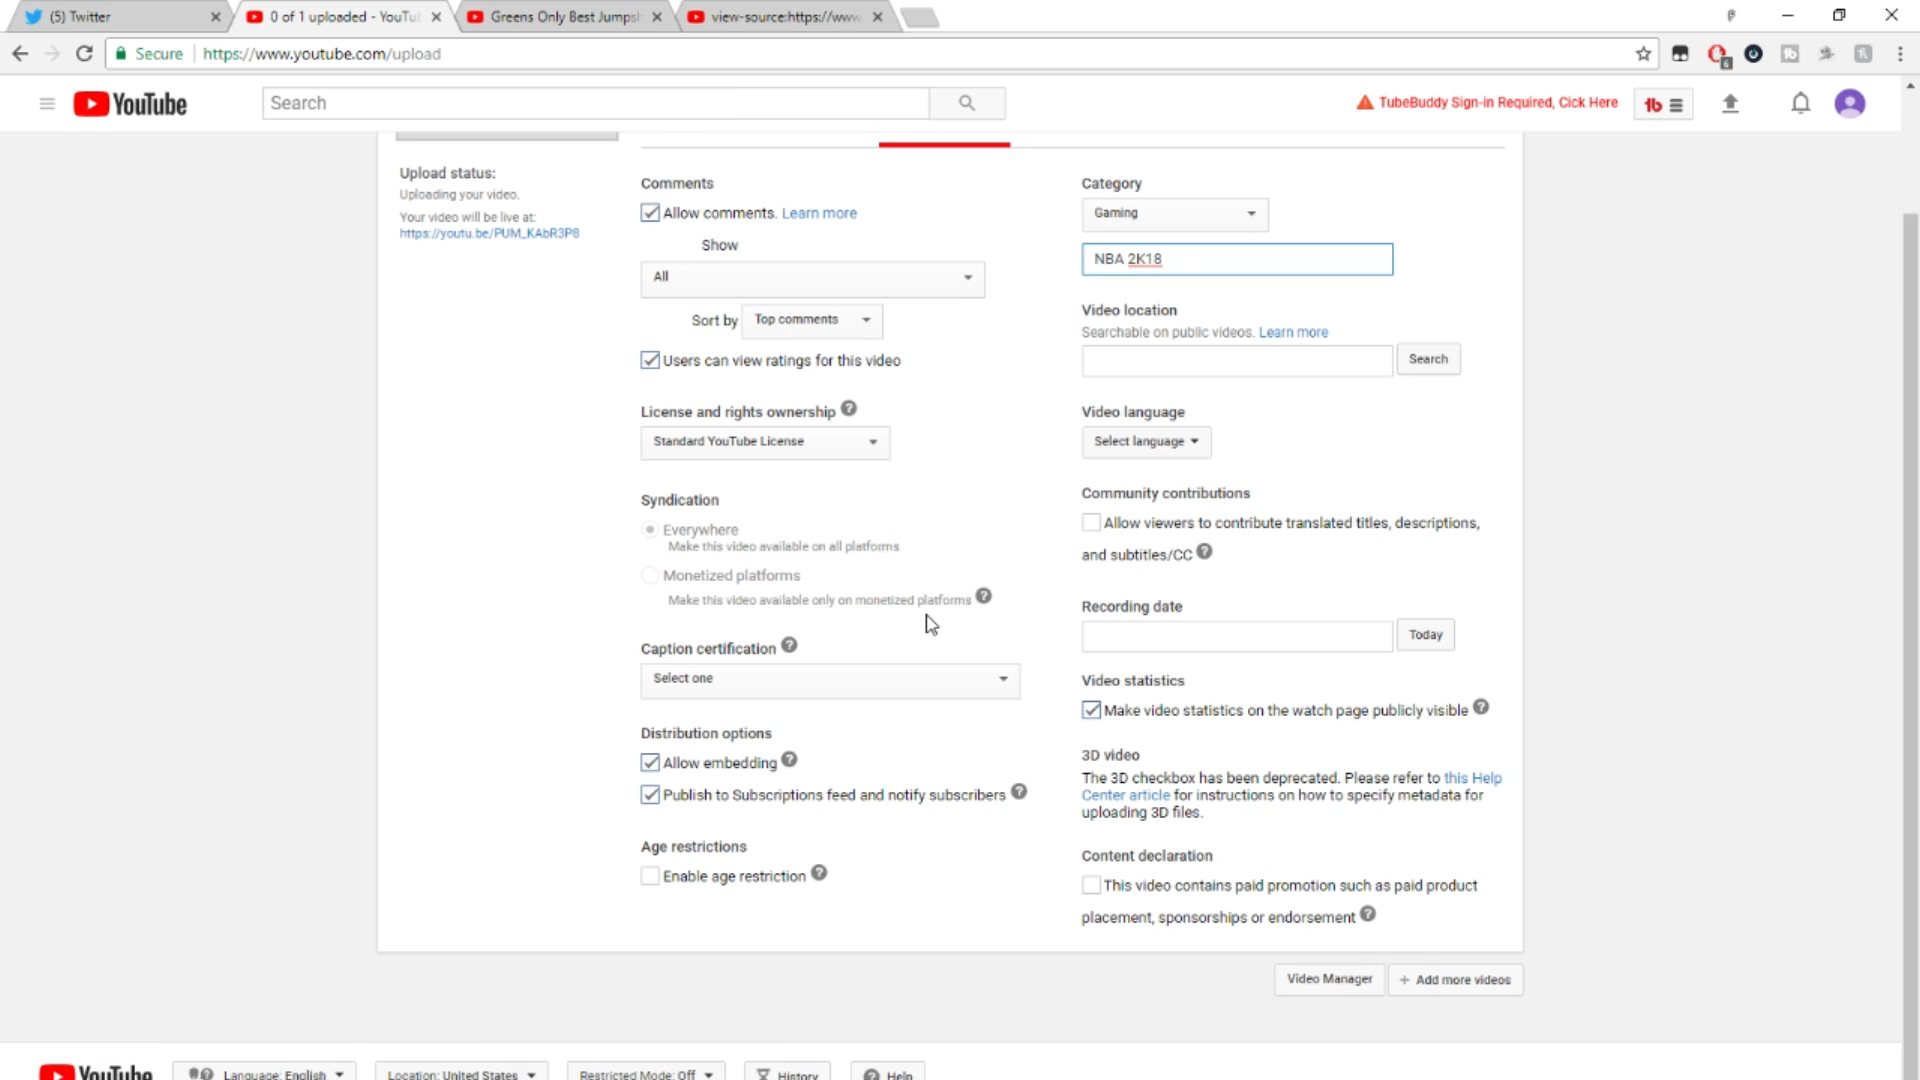 (5) Twitter
0 of 1 uploaded - YouTu
Greens Only Best Jumpsh
view-source:https://www
Secure
https://www.youtube.com/upload
6
YouTube
Search
TubeBuddy Sign-in Required, Cick Here
tb
Upload status:
Uploading your video.
Your video will be live at:
https://youtu.be/PUM_KAbR3P8
Comments
Allow comments. Learn more
Show
All
Sort by
Top comments
Users can view ratings for this video
License and rights ownership
Standard YouTube License
Syndication
Everywhere
Make this video available on all platforms
Monetized platforms
Make this video available only on monetized platforms
Caption certification
Select one
Distribution options
Allow embedding
Publish to Subscriptions feed and notify subscribers
Age restrictions
Enable age restriction
Category
Gaming
NBA 2K18
Video location
Searchable on public videos. Learn more
Search
Video language
Select language
Community contributions
Allow viewers to contribute translated titles, descriptions,
and subtitles/CC
Recording date
Today
Video statistics
Make video statistics on the watch page publicly visible
3D video
The 3D checkbox has been deprecated. Please refer to this Help
Center article for instructions on how to specify metadata for
uploading 3D files.
Content declaration
This video contains paid promotion such as paid product
placement, sponsorships or endorsement
Video Manager
+ Add more videos
YouTube
Language: English
Location: United States
Restricted Mode: Off
History
Help